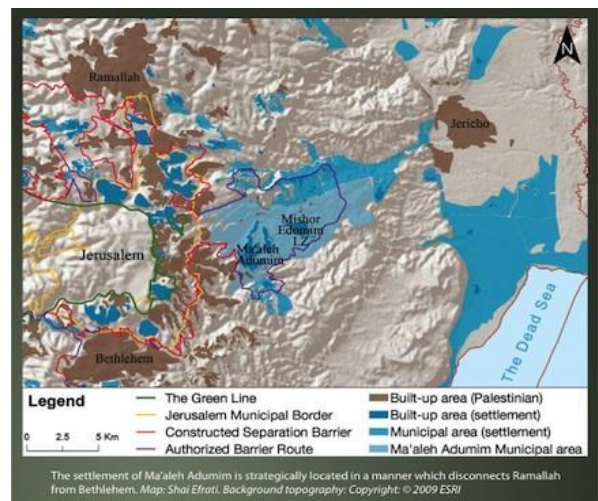 N
Ramallah
Jericho
Mishor
Edomim
I.Z
Ma'aleh
Adumim
Jerusalem
Bethlehem
The Dead Sea
Legend
0 2.5 5 Km
The Green Line
Jerusalem Municipal Border
Constructed Separation Barrier
Authorized Barrier Route
Built-up area (Palestinian)
Built-up area (settlement)
Municipal area (settlement)
Ma'aleh Adumim Municipal area
The settlement of Ma'aleh Adumim is strategically located in a manner which disconnects Ramallah
from Bethlehem. Map: Shai Efrati. Background topography: Copyright: © 2009 ESRI